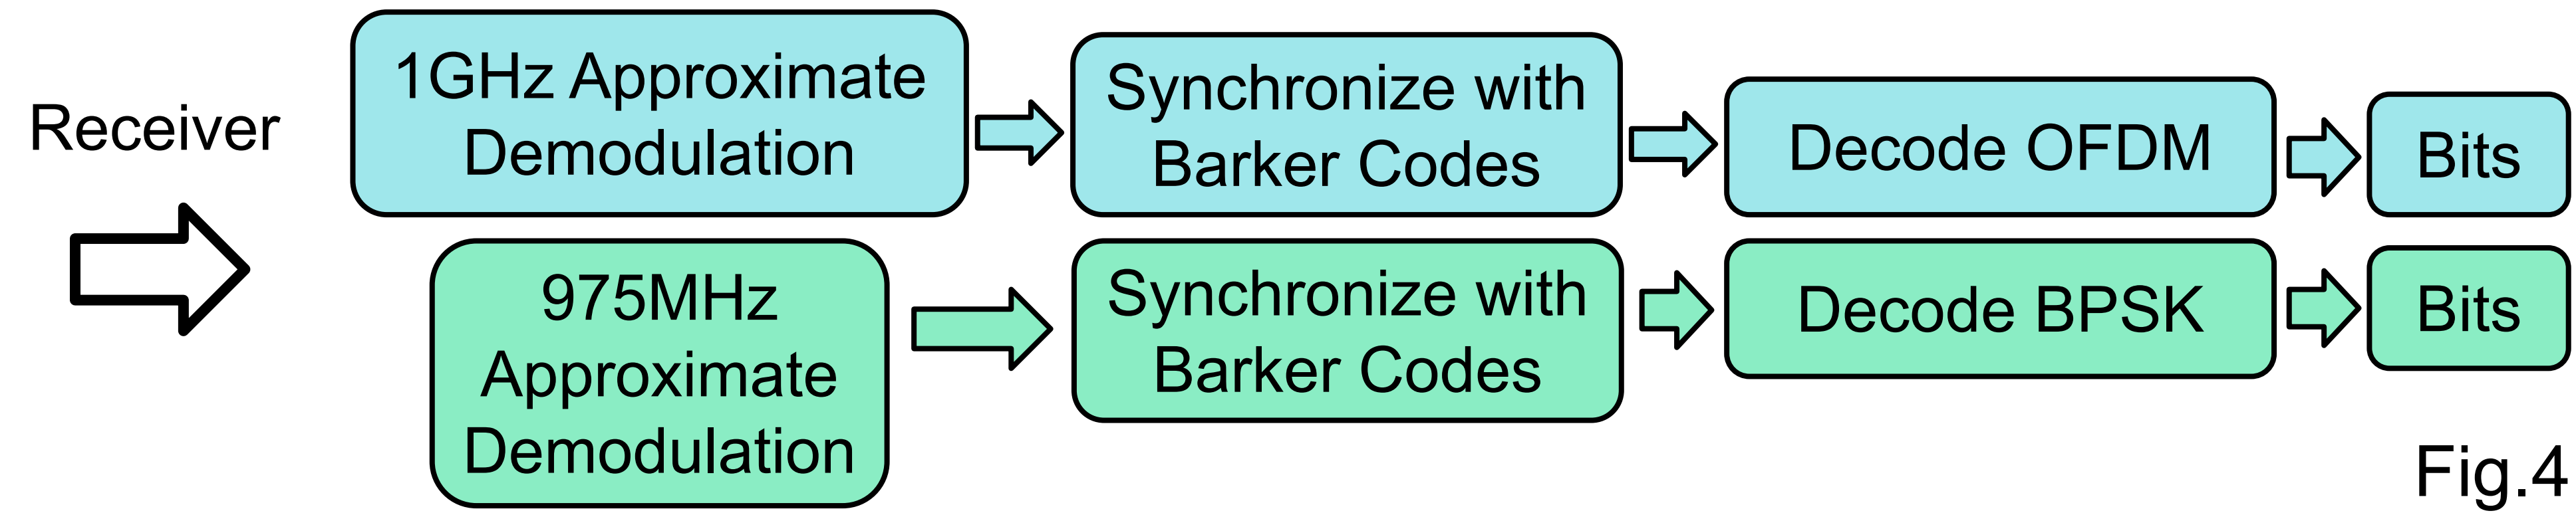 Receiver
1GHz Approximate
Demodulation
Synchronize with
Barker Codes
Decode OFDM
Bits
975MHz
Approximate
Demodulation
Synchronize with
Barker Codes
Decode BPSK
Bits
Fig.4